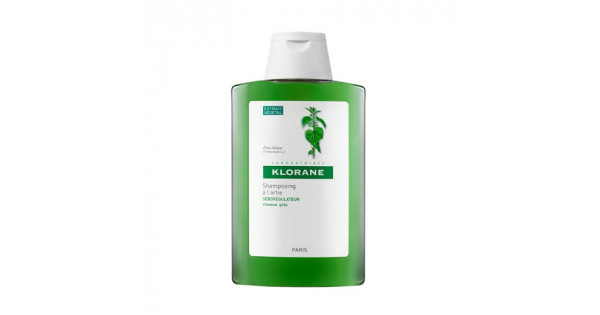 EXTRAIT
VÉGÉTAL
LABORATOIRES
KLORANE
Shampooing
à l'ortie
SÉBORÉGULATEUR
cheveux gras
PARIS